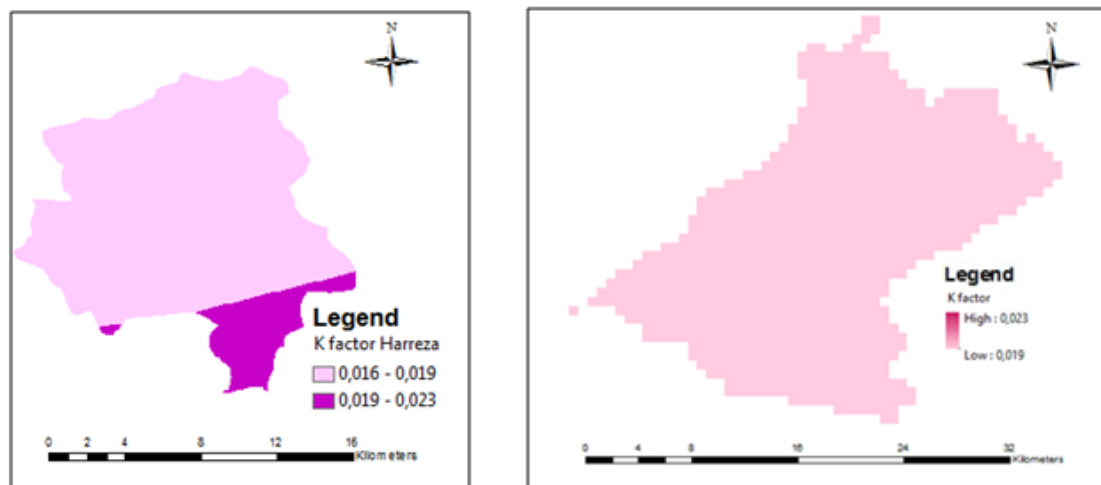 N
Legend
K factor Harreza
0,016 - 0,019
0,019 - 0,023
0 2 4 8 12 16
Kilometers
N
Legend
K factor
High : 0,023
Low : 0,019
0 4 8 16 24 32
Kilometers